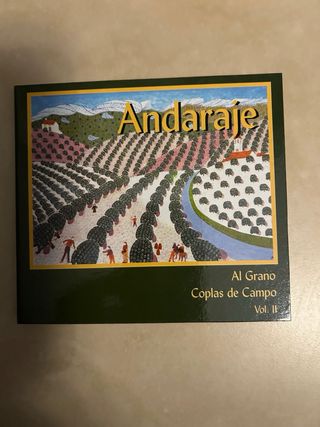 Andaraje
Al Grano
Coplas de Campo
Vol. II